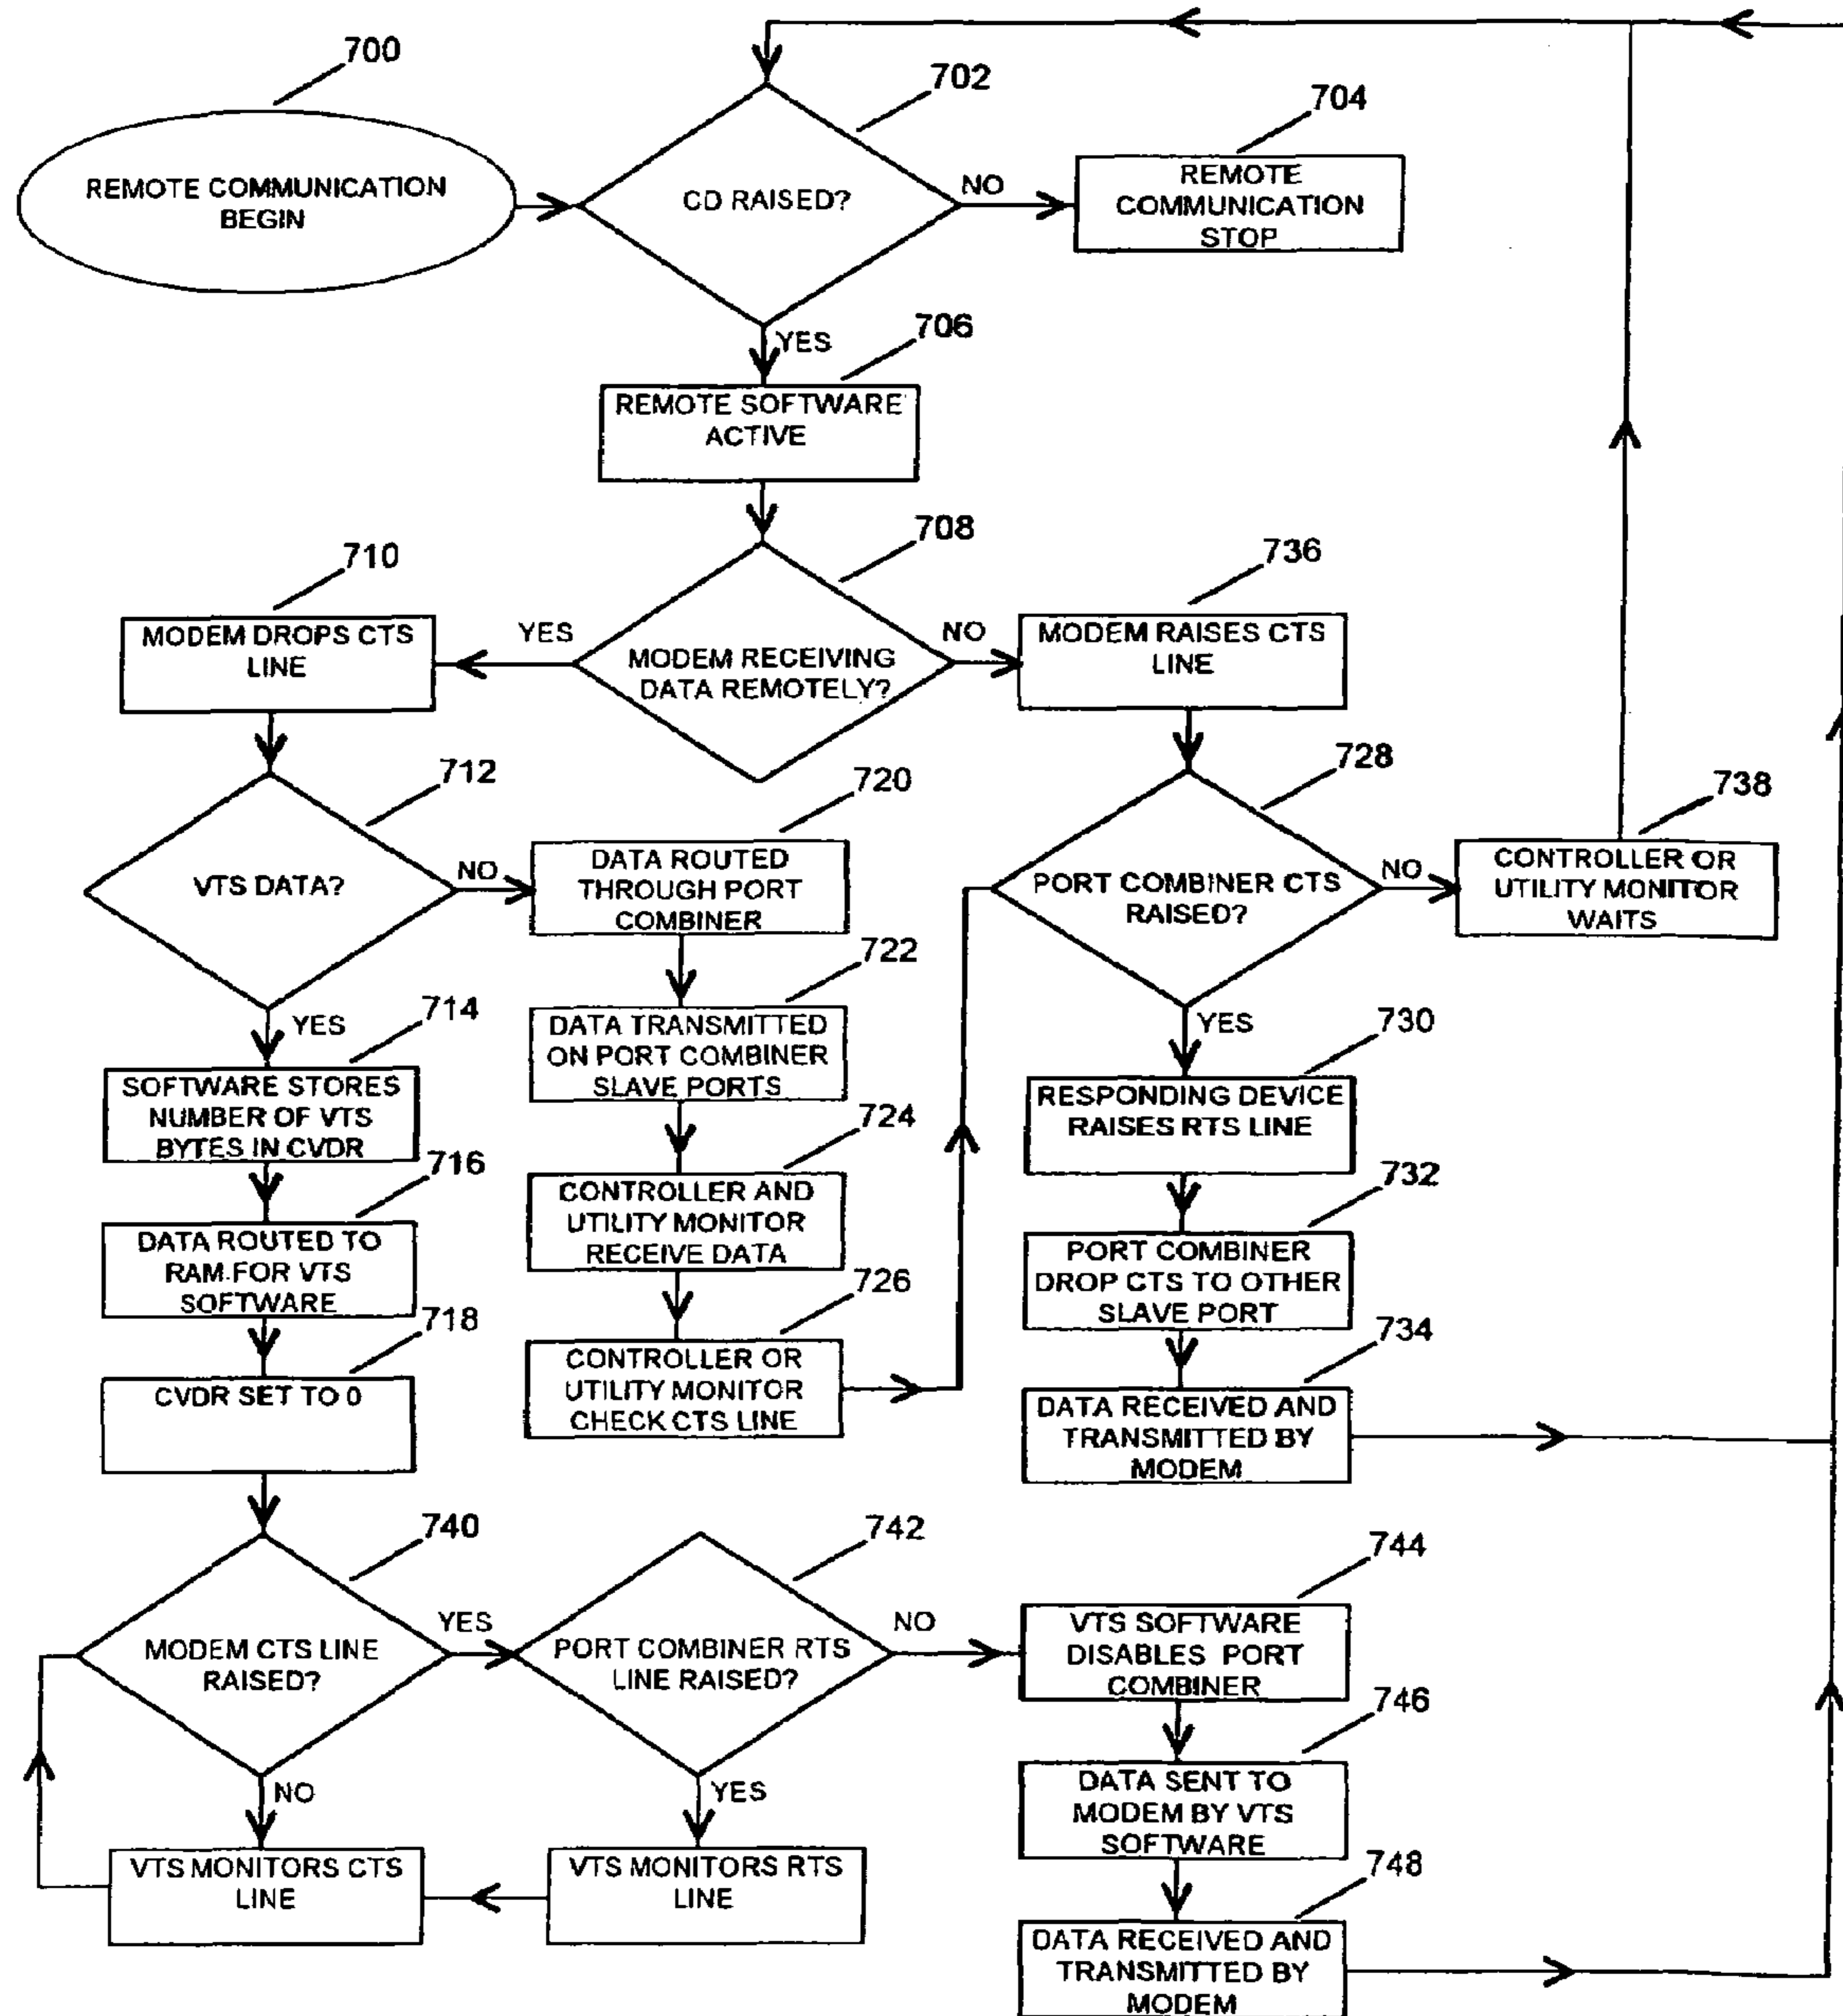 700
REMOTE COMMUNICATION
BEGIN
702
CD RAISED?
NO
704
REMOTE
COMMUNICATION
STOP
YES
706
REMOTE SOFTWARE
ACTIVE
708
MODEM RECEIVING
DATA REMOTELY?
YES
NO
710
MODEM DROPS CTS
LINE
736
MODEM RAISES CTS
LINE
712
VTS DATA?
NO
YES
720
DATA ROUTED
THROUGH PORT
COMBINER
728
PORT COMBINER CTS
RAISED?
NO
YES
738
CONTROLLER OR
UTILITY MONITOR
WAITS
714
SOFTWARE STORES
NUMBER OF VTS
BYTES IN CVDR
722
DATA TRANSMITTED
ON PORT COMBINER
SLAVE PORTS
730
RESPONDING DEVICE
RAISES RTS LINE
716
DATA ROUTED TO
RAM FOR VTS
SOFTWARE
724
CONTROLLER AND
UTILITY MONITOR
RECEIVE DATA
732
PORT COMBINER
DROP CTS TO OTHER
SLAVE PORT
718
CVDR SET TO 0
726
CONTROLLER OR
UTILITY MONITOR
CHECK CTS LINE
734
DATA RECEIVED AND
TRANSMITTED BY
MODEM
740
MODEM CTS LINE
RAISED?
YES
NO
742
PORT COMBINER RTS
LINE RAISED?
NO
YES
744
VTS SOFTWARE
DISABLES PORT
COMBINER
746
DATA SENT TO
MODEM BY VTS
SOFTWARE
VTS MONITORS CTS
LINE
VTS MONITORS RTS
LINE
748
DATA RECEIVED AND
TRANSMITTED BY
MODEM